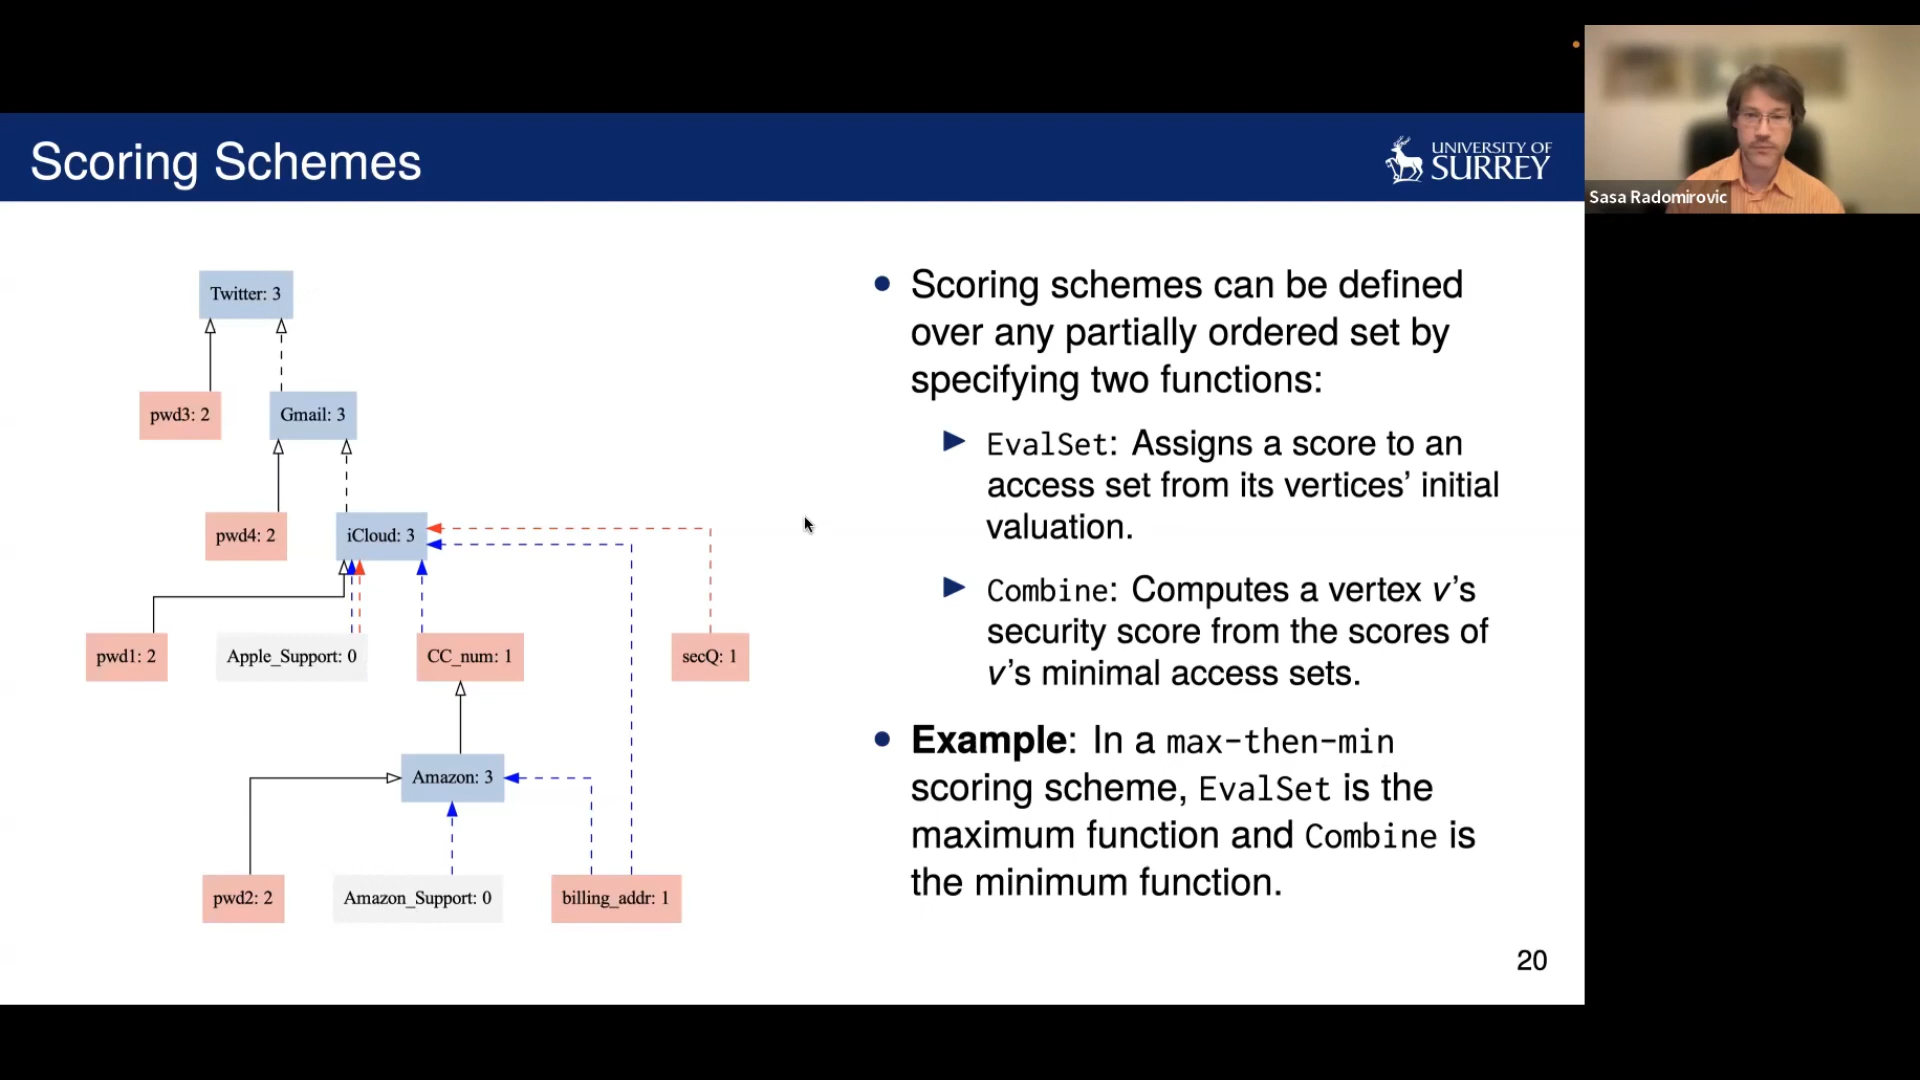 Scoring Schemes
UNIVERSITY OF
SURREY
Sasa Radomirovic
Twitter: 3
pwd3: 2
Gmail: 3
pwd4: 2
iCloud: 3
pwd1: 2
Apple_Support: 0
CC_num: 1
secQ: 1
Amazon: 3
pwd2: 2
Amazon_Support: 0
billing_addr: 1
• Scoring schemes can be defined
over any partially ordered set by
specifying two functions:
▶ EvalSet: Assigns a score to an
access set from its vertices’ initial
valuation.
▶ Combine: Computes a vertex v’s
security score from the scores of
v’s minimal access sets.
• Example: In a max-then-min
scoring scheme, EvalSet is the
maximum function and Combine is
the minimum function.
20